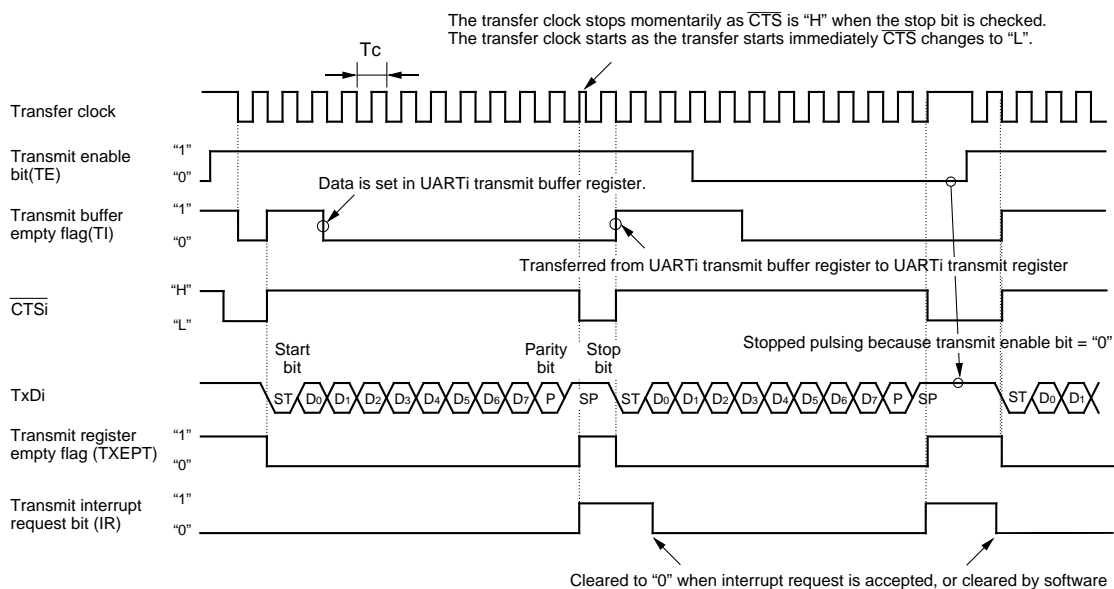 The transfer clock stops momentarily as CTS is “H” when the stop bit is checked.
The transfer clock starts as the transfer starts immediately CTS changes to “L”.
Tc
Transfer clock
Transmit enable
bit(TE)
“1”
“0”
Data is set in UARTi transmit buffer register.
Transmit buffer
empty flag(TI)
“1”
“0”
Transferred from UARTi transmit buffer register to UARTi transmit register
“H”
CTSi
“L”
Start
bit
Parity
bit
Stop
bit
Stopped pulsing because transmit enable bit = “0”
TxDi
ST D0 D1 D2 D3 D4 D5 D6 D7 P SP ST D0 D1 D2 D3 D4 D5 D6 D7 P SP ST D0 D1
Transmit register
empty flag (TXEPT)
“1”
“0”
Transmit interrupt
request bit (IR)
“1”
“0”
Cleared to “0” when interrupt request is accepted, or cleared by software